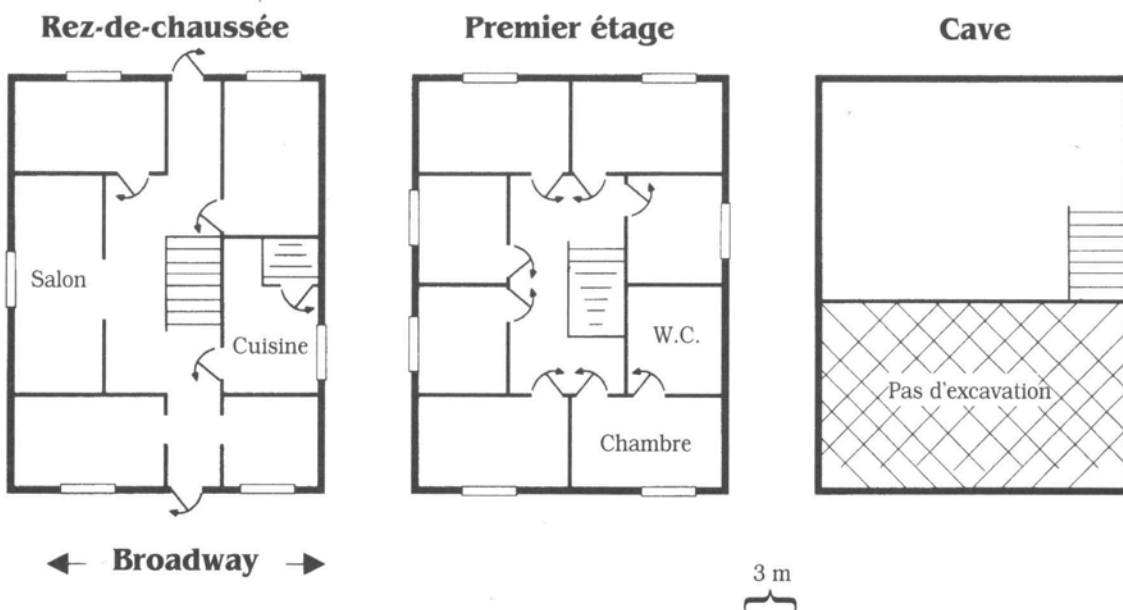 Rez-de-chaussée
Premier étage
Cave
Salon
Cuisine
W.C.
Chambre
Pas d'excavation
Broadway
3 m